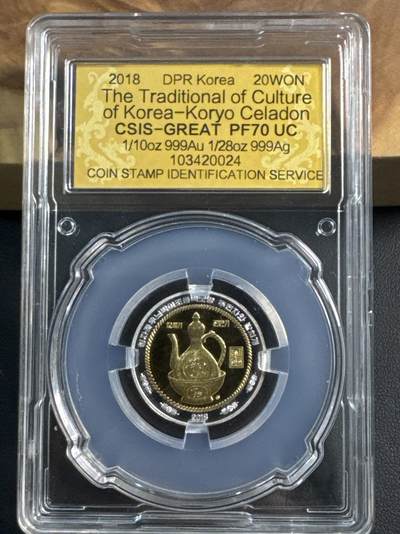 2018 DPR Korea 20WON
The Traditional of Culture
of Korea-Koryo Celadon
CSIS-GREAT PF70 UC
1/10oz 999Au 1/28oz 999Ag
103420024
COIN STAMP IDENTIFICATION SERVICE